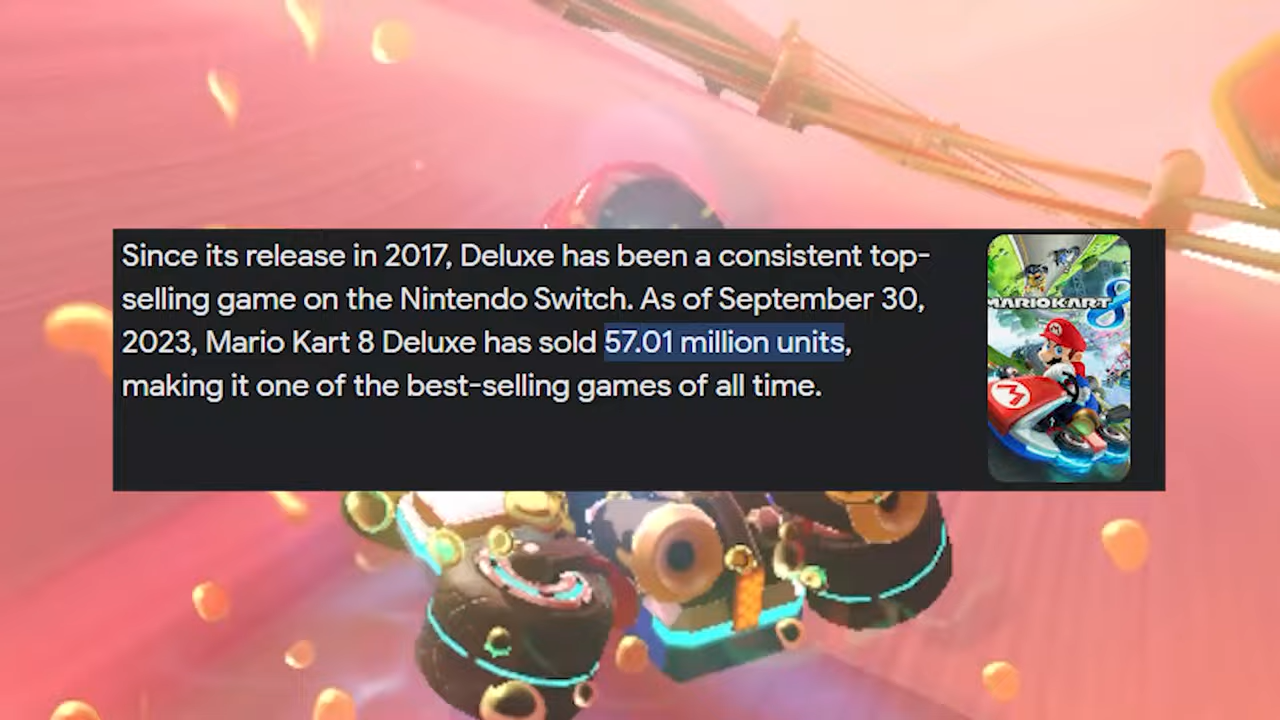 Since its release in 2017, Deluxe has been a consistent top-
selling game on the Nintendo Switch. As of September 30,
2023, Mario Kart 8 Deluxe has sold 57.01 million units,
making it one of the best-selling games of all time.
MARIOKART 8